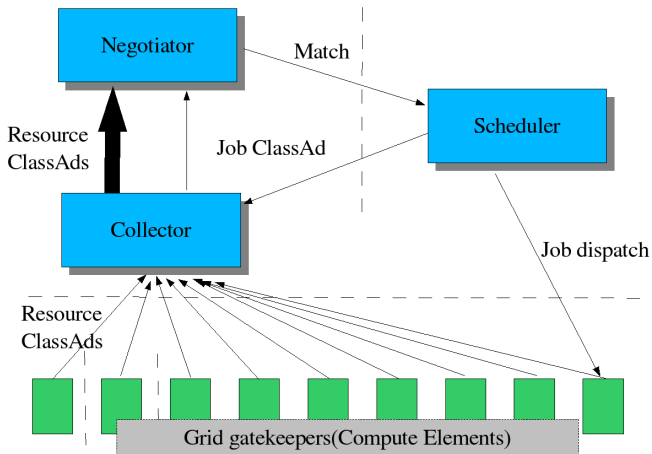 Negotiator
Match
Scheduler
Resource
ClassAds
Job ClassAd
Collector
Job dispatch
Resource
ClassAds
Grid gatekeepers(Compute Elements)